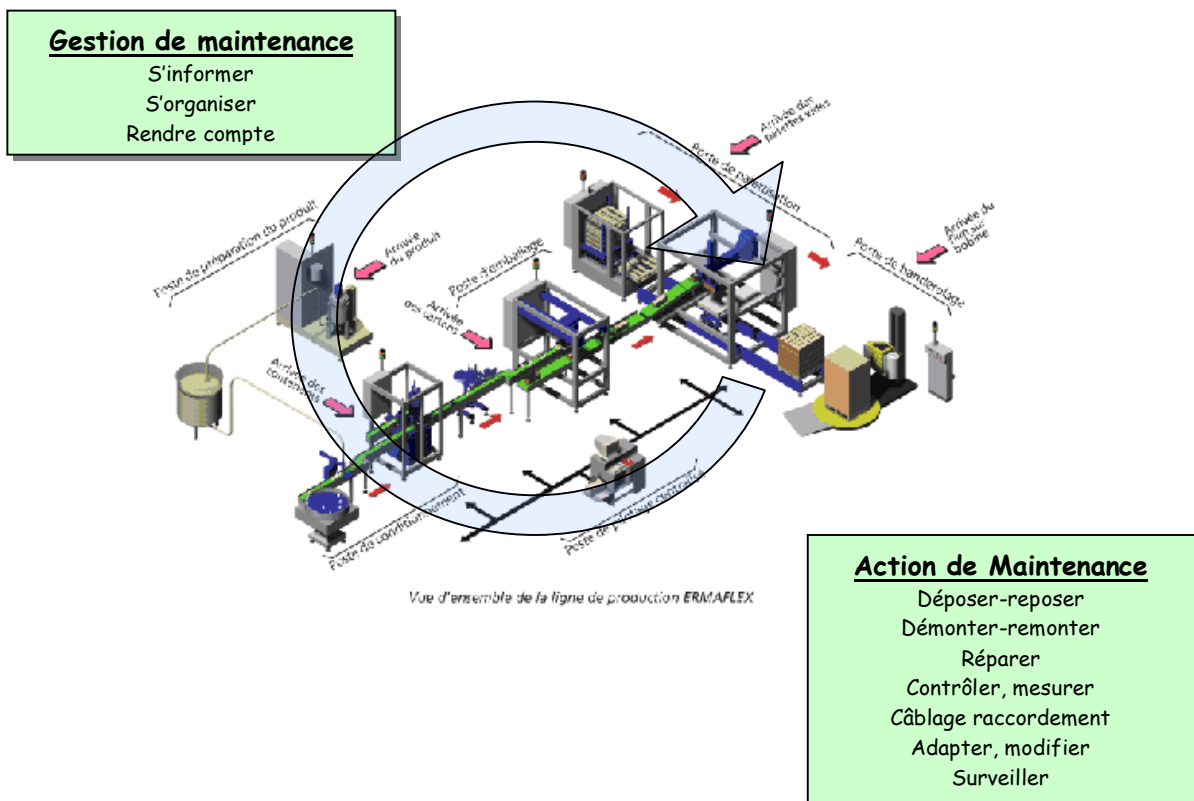 Gestion de maintenance
S'informer
S'organiser
Rendre compte
Arrivée des
palettes vides
Poste de palettisation
Arrivée du
film sur
bobine
Poste de banderolage
Poste de préparation du produit
Arrivée
du produit
Poste d'emballage
Arrivée
des cartons
Arrivée des
contenants
Poste de conditionnement
Poste de pilotage centralisé
Vue d'ensemble de la ligne de production ERMAFLEX
Action de Maintenance
Déposer-reposer
Démonter-remonter
Réparer
Contrôler, mesurer
Câblage raccordement
Adapter, modifier
Surveiller